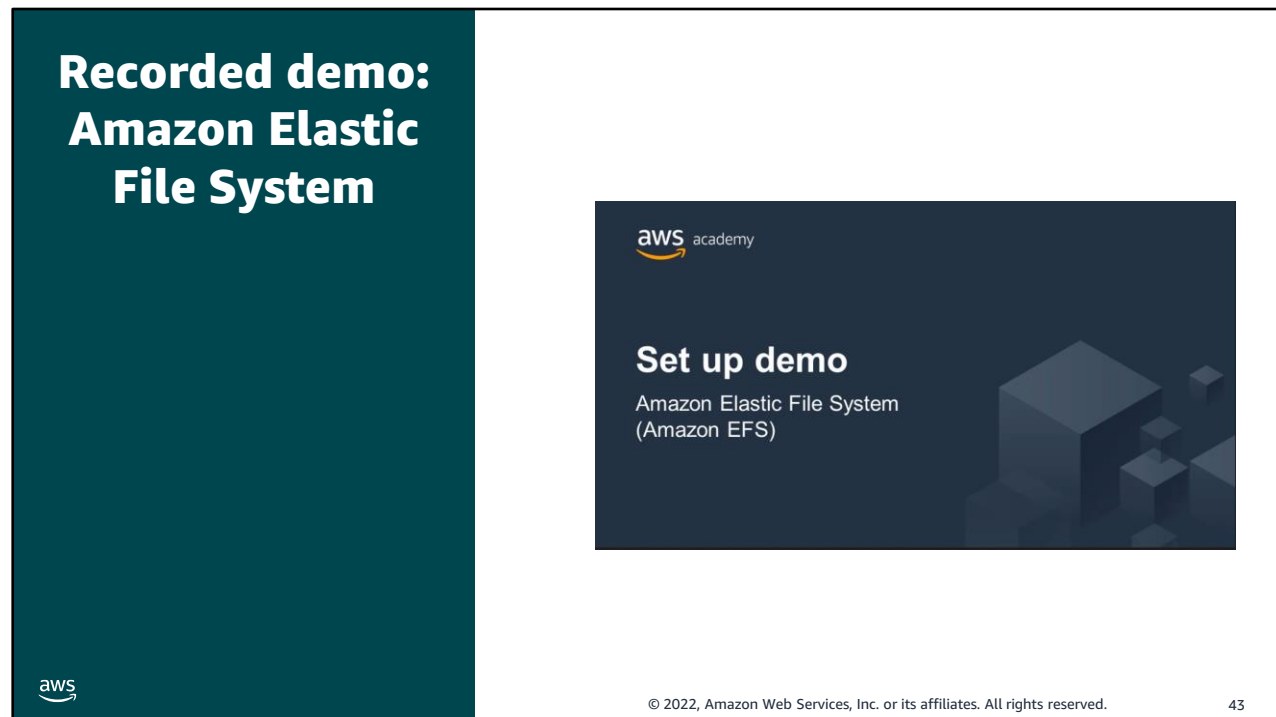 Recorded demo:
Amazon Elastic
File System
aws academy
Set up demo
Amazon Elastic File System
(Amazon EFS)
aws
© 2022, Amazon Web Services, Inc. or its affiliates. All rights reserved.
43